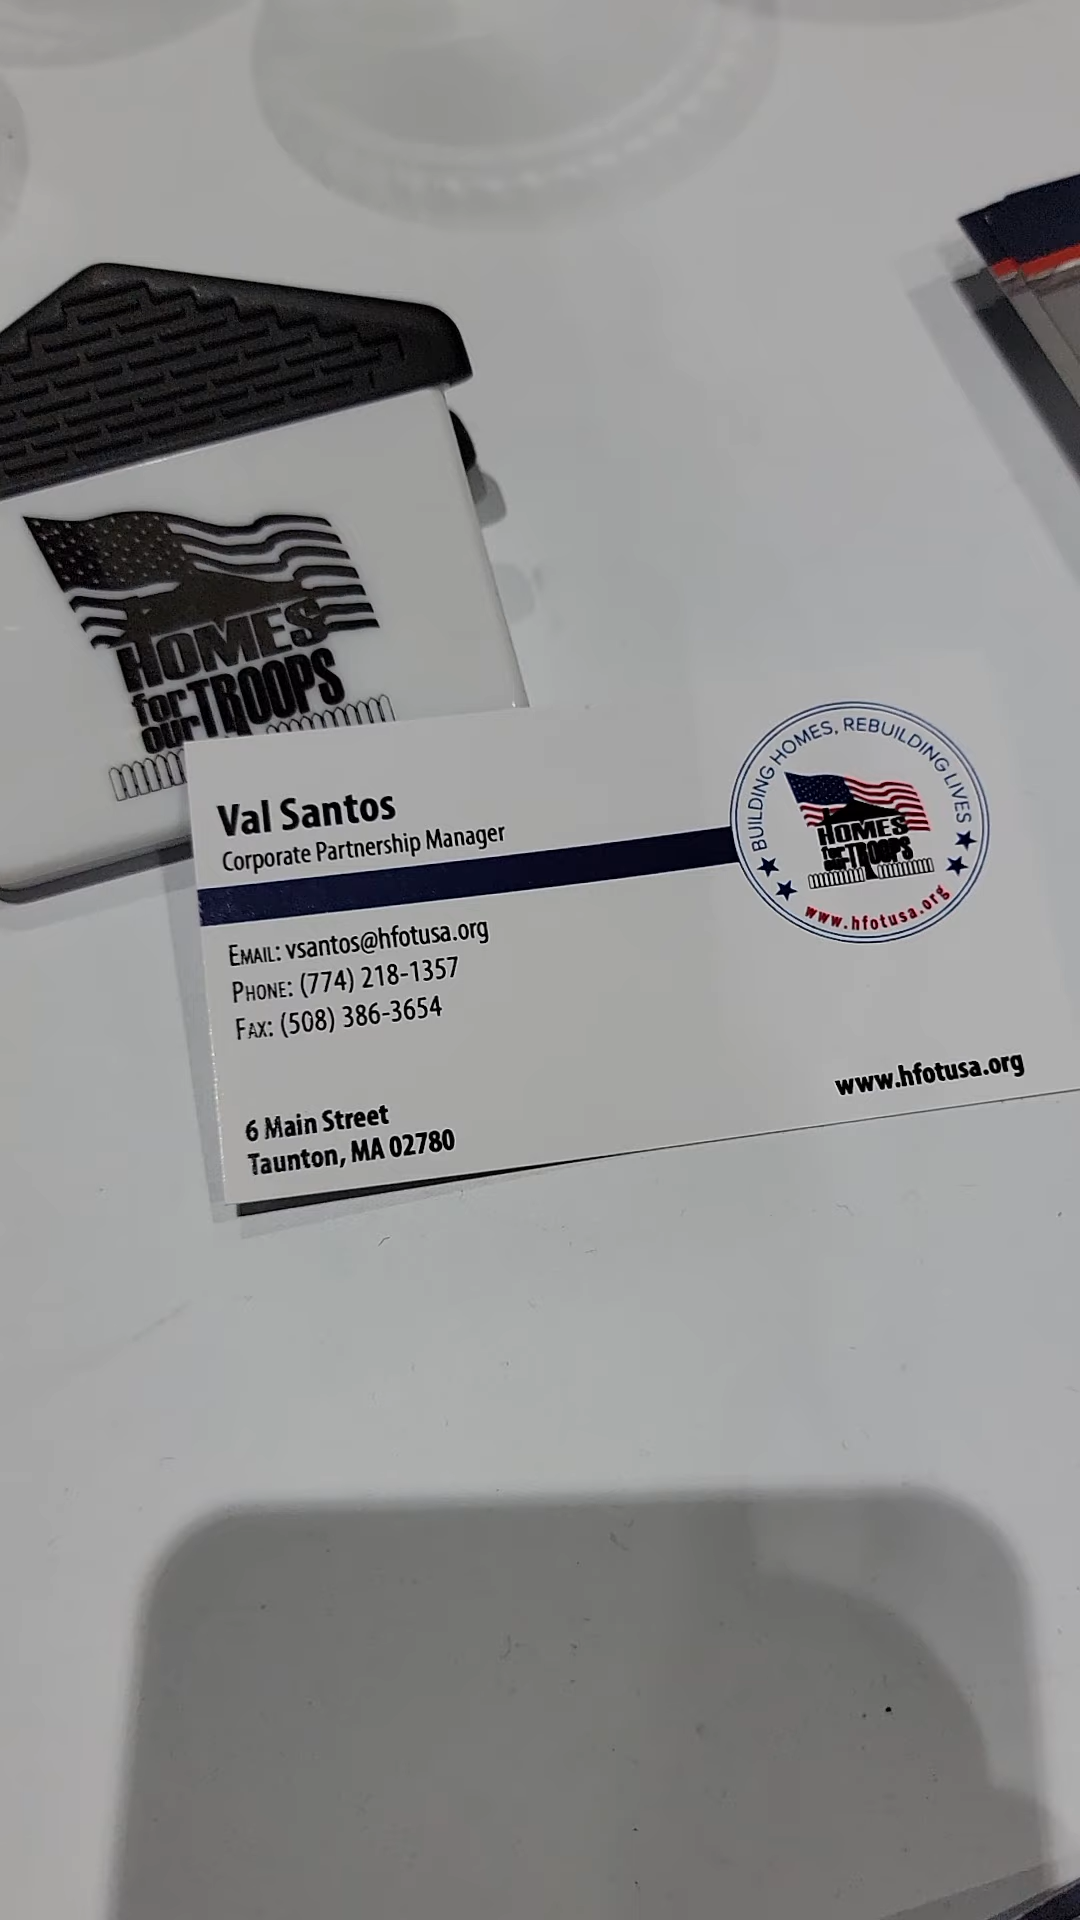 HOMES
for
our TROOPS
Val Santos
Corporate Partnership Manager
BUILDING HOMES, REBUILDING LIVES
HOMES
for
our TROOPS
www.hfotusa.org
EMAIL: vsantos@hfotusa.org
PHONE: (774) 218-1357
FAX: (508) 386-3654
6 Main Street
Taunton, MA 02780
www.hfotusa.org